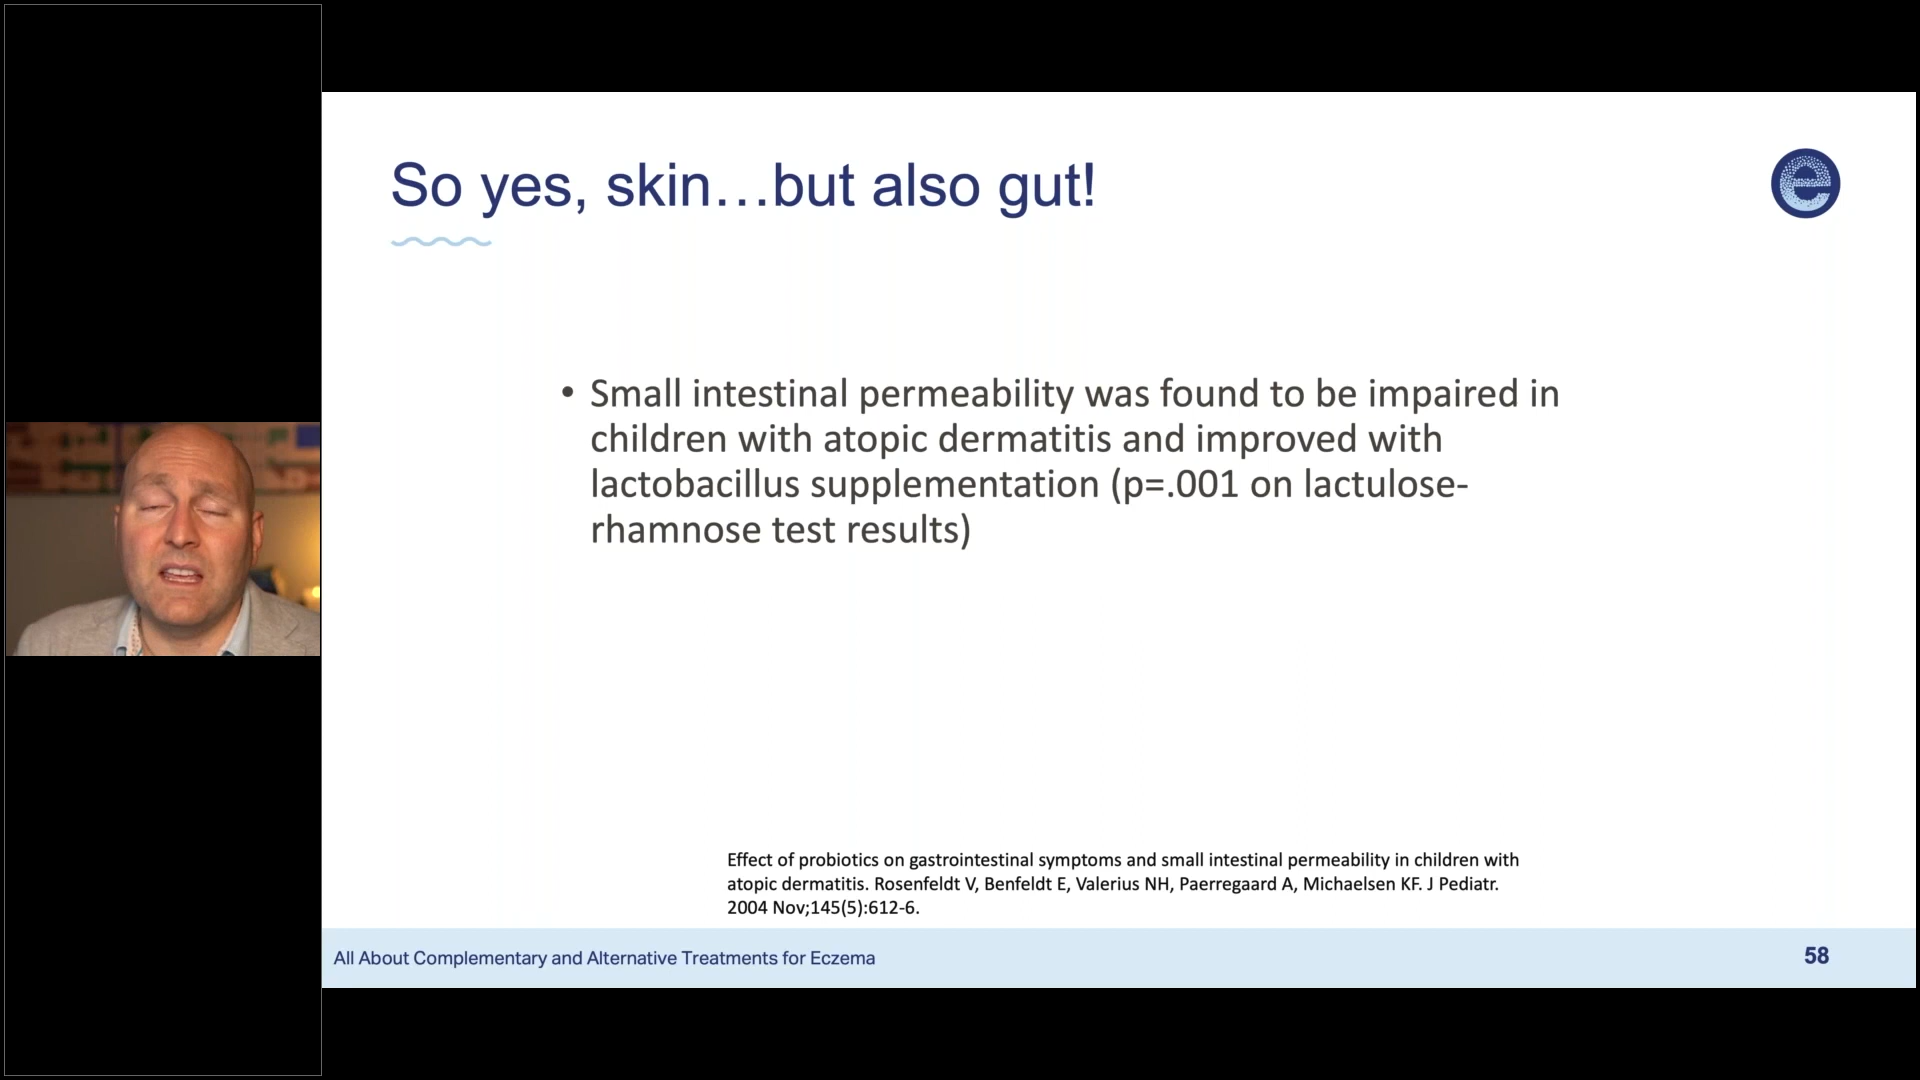 So yes, skin…but also gut!
• Small intestinal permeability was found to be impaired in
children with atopic dermatitis and improved with
lactobacillus supplementation (p=.001 on lactulose-
rhamnose test results)
Effect of probiotics on gastrointestinal symptoms and small intestinal permeability in children with
atopic dermatitis. Rosenfeldt V, Benfeldt E, Valerius NH, Paerregaard A, Michaelsen KF. J Pediatr.
2004 Nov;145(5):612-6.
All About Complementary and Alternative Treatments for Eczema
58